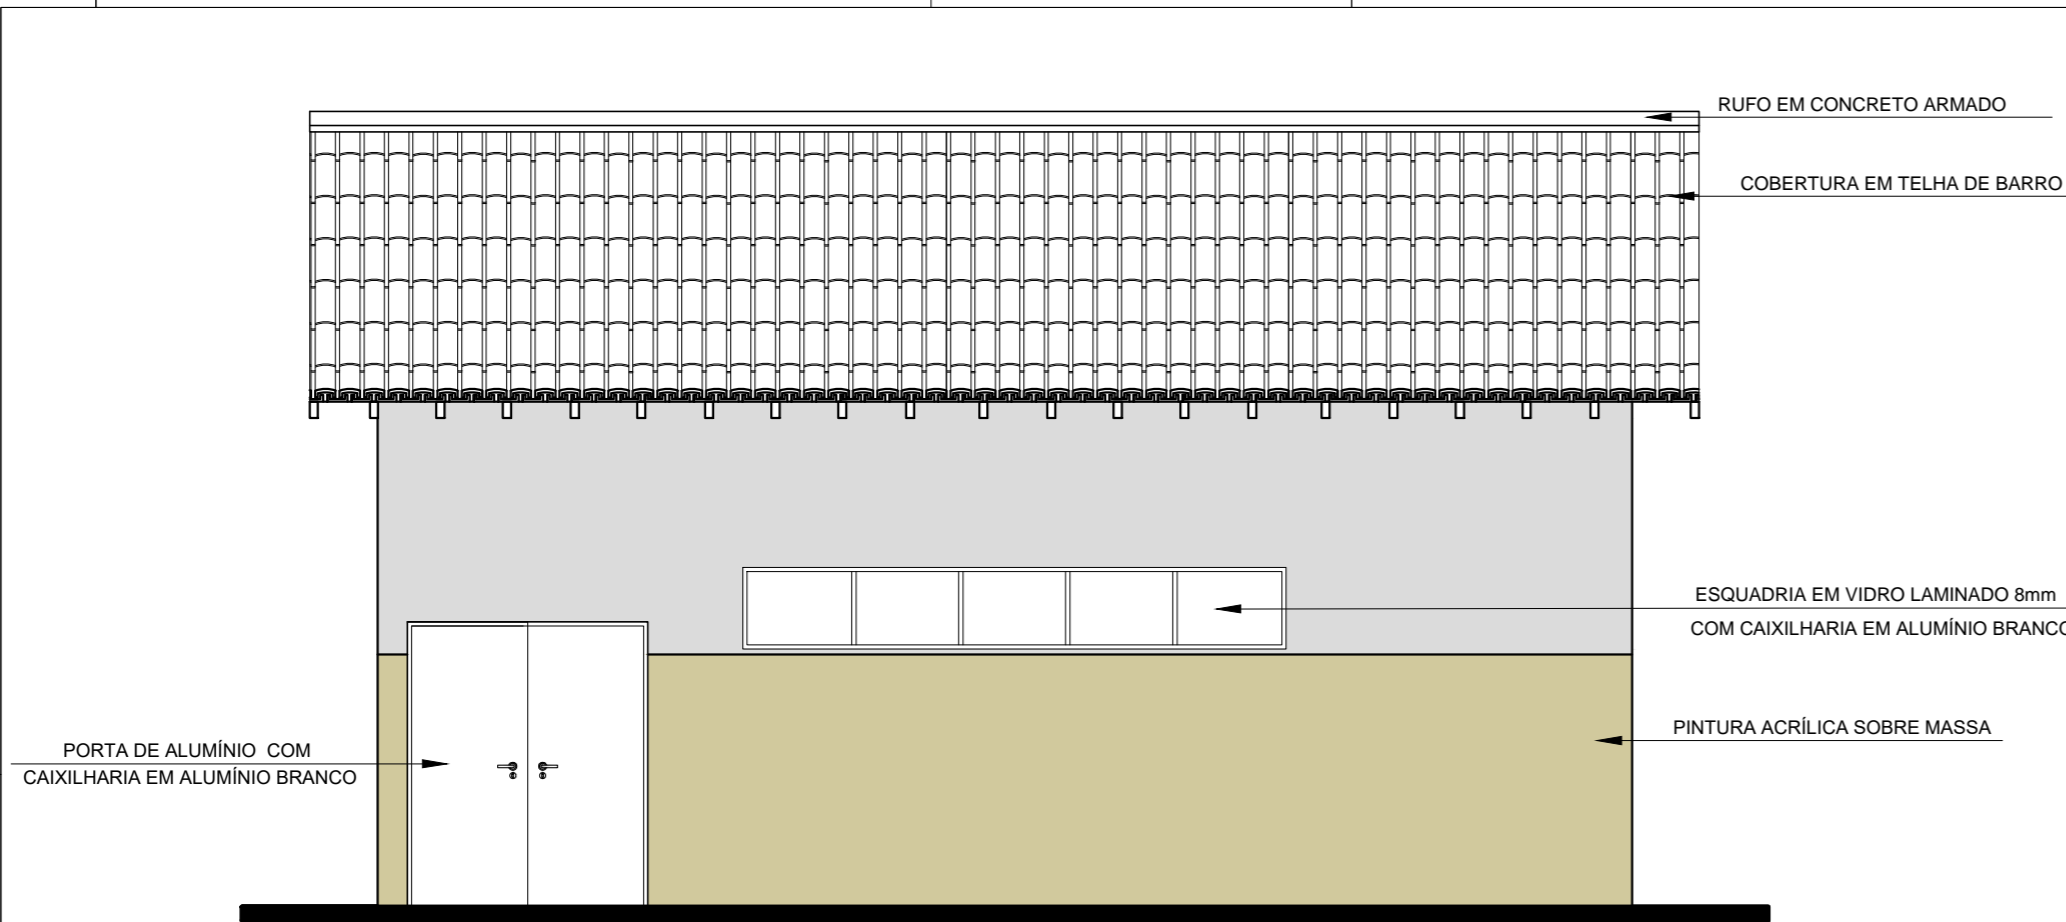 RUFO EM CONCRETO ARMADO
COBERTURA EM TELHA DE BARRO
ESQUADRIA EM VIDRO LAMINADO 8mm
COM CAIXILHARIA EM ALUMÍNIO BRANCO
PINTURA ACRÍLICA SOBRE MASSA
PORTA DE ALUMÍNIO COM
CAIXILHARIA EM ALUMÍNIO BRANCO